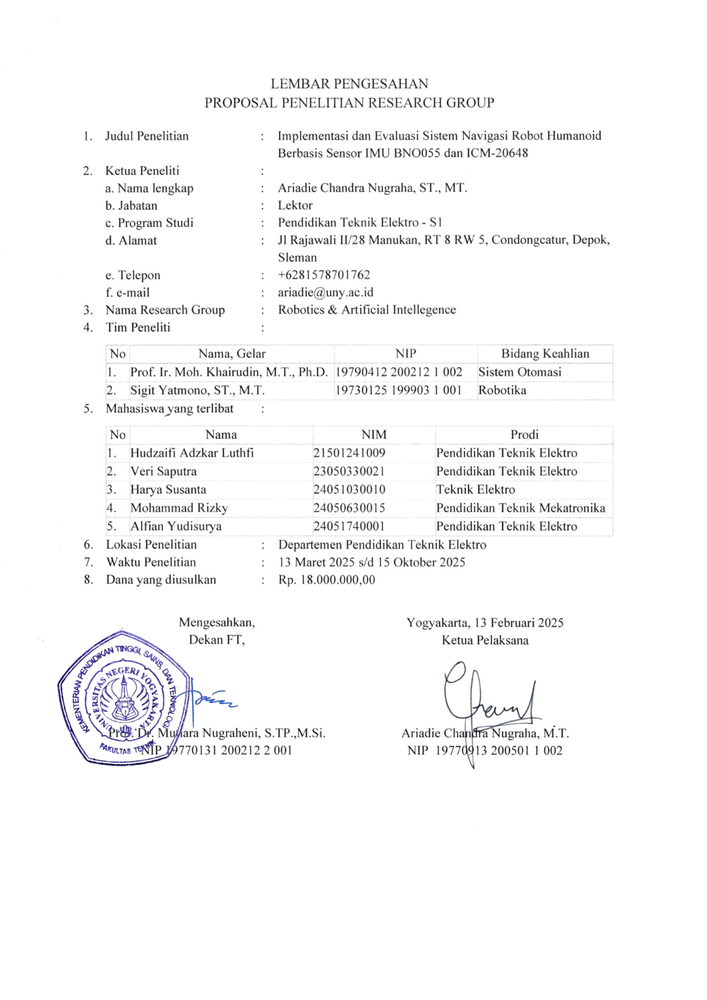 LEMBAR PENGESAHAN
PROPOSAL PENELITIAN RESEARCH GROUP
1. Judul Penelitian : Implementasi dan Evaluasi Sistem Navigasi Robot Humanoid
Berbasis Sensor IMU BNO055 dan ICM-20648
2. Ketua Peneliti :
a. Nama lengkap : Ariadie Chandra Nugraha, ST., MT.
b. Jabatan : Lektor
c. Program Studi : Pendidikan Teknik Elektro - S1
d. Alamat : Jl Rajawali II/28 Manukan, RT 8 RW 5, Condongcatur, Depok,
Sleman
e. Telepon : +6281578701762
f. e-mail : ariadie@uny.ac.id
3. Nama Research Group : Robotics & Artificial Intellegence
4. Tim Peneliti :
No Nama, Gelar NIP Bidang Keahlian
1. Prof. Ir. Moh. Khairudin, M.T., Ph.D. 19790412 200212 1 002 Sistem Otomasi
2. Sigit Yatmono, ST., M.T. 19730125 199903 1 001 Robotika
5. Mahasiswa yang terlibat :
No Nama NIM Prodi
1. Hudzaifi Adzkar Luthfi 21501241009 Pendidikan Teknik Elektro
2. Veri Saputra 23050330021 Pendidikan Teknik Elektro
3. Harya Susanta 24051030010 Teknik Elektro
4. Mohammad Rizky 24050630015 Pendidikan Teknik Mekatronika
5. Alfian Yudisurya 24051740001 Pendidikan Teknik Elektro
6. Lokasi Penelitian : Departemen Pendidikan Teknik Elektro
7. Waktu Penelitian : 13 Maret 2025 s/d 15 Oktober 2025
8. Dana yang diusulkan : Rp. 18.000.000,00
Mengesahkan,
Dekan FT,
KEMENTERIAN PENDIDIKAN TINGGI, SAINS, DAN TEKNOLOGI
UNIVERSITAS NEGERI YOGYAKARTA
FAKULTAS TEKNIK
Prof. Dr. Mutiara Nugraheni, S.TP.,M.Si.
NIP 19770131 200212 2 001
Yogyakarta, 13 Februari 2025
Ketua Pelaksana
Ariadie Chandra Nugraha, M.T.
NIP 19770913 200501 1 002